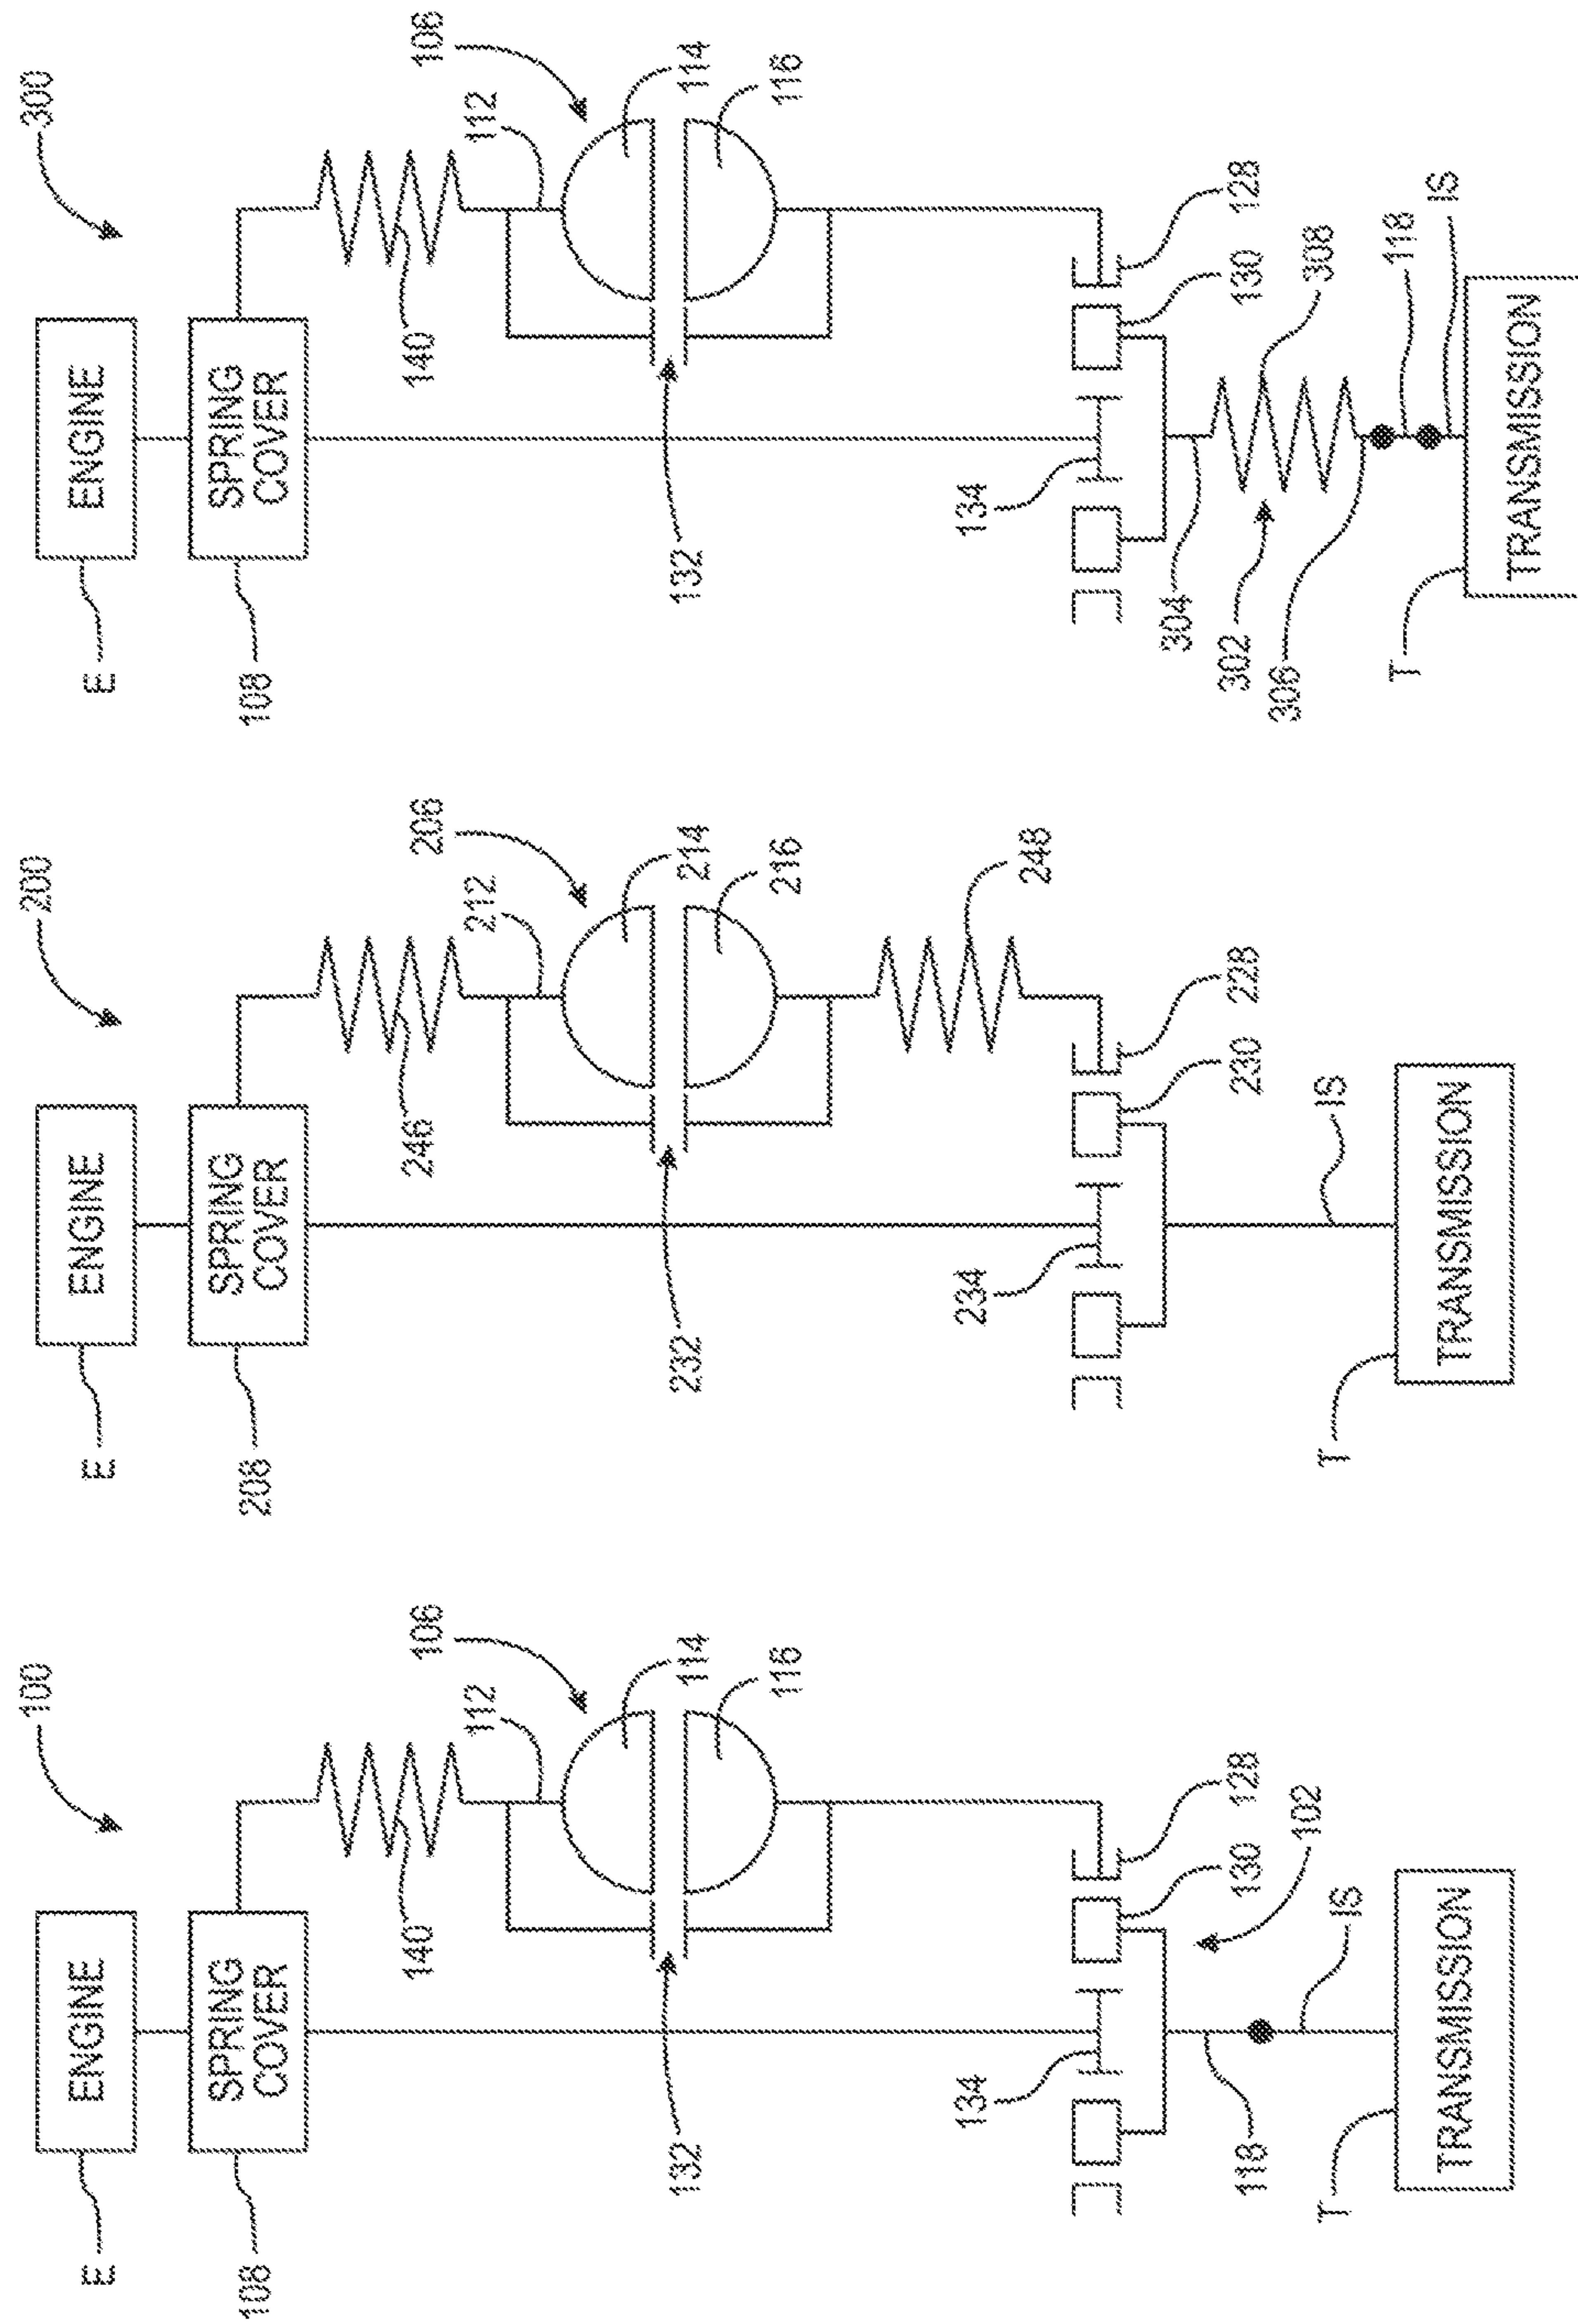 100
ENGINE
E
SPRING
COVER
108
140
112
106
114
116
132
134
128
130
102
118
IS
T
TRANSMISSION
200
ENGINE
E
SPRING
COVER
208
246
212
206
214
216
232
248
234
228
230
IS
T
TRANSMISSION
300
ENGINE
E
SPRING
COVER
108
140
112
106
114
116
132
134
128
130
304
308
302
306
118
IS
T
TRANSMISSION